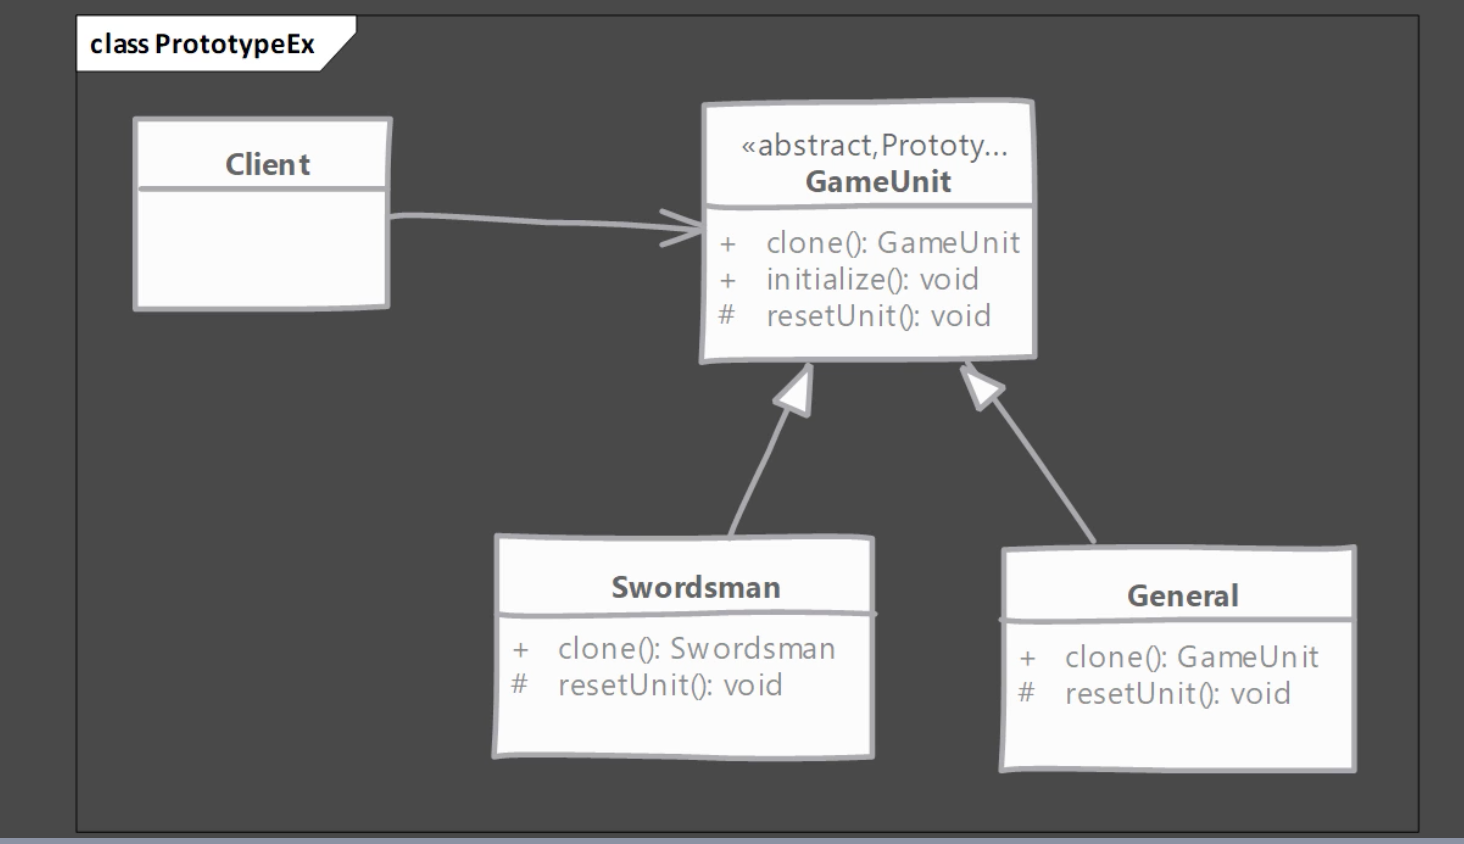 class PrototypeEx
Client
«abstract,Prototy...
GameUnit
+ clone(): GameUnit
+ initialize(): void
# resetUnit(): void
Swordsman
+ clone(): Swordsman
# resetUnit(): void
General
+ clone(): GameUnit
# resetUnit(): void